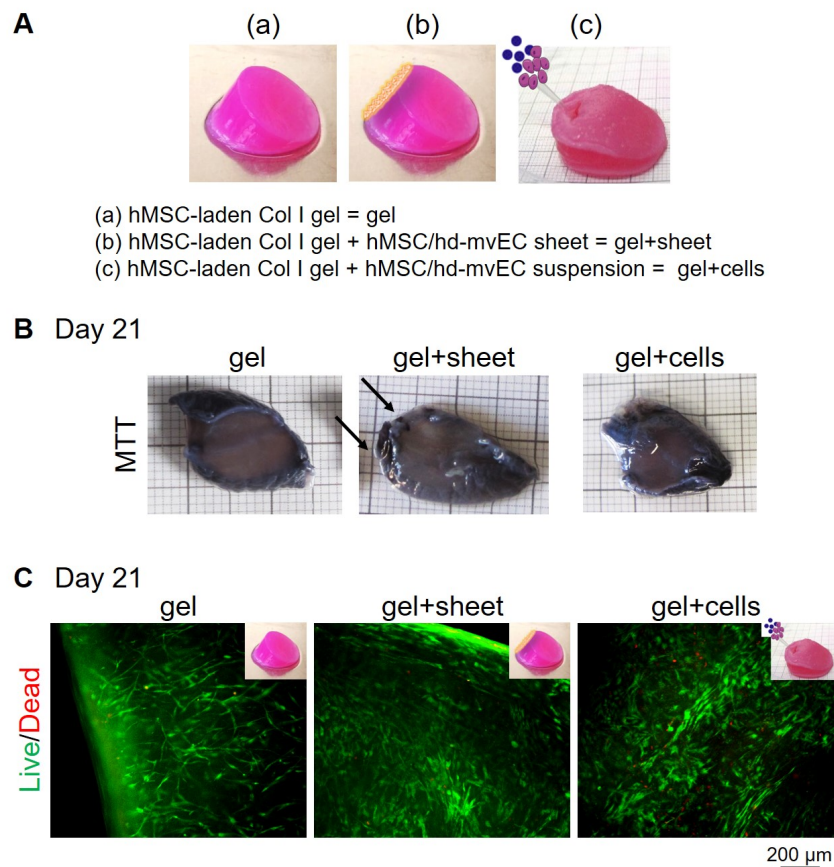 A
(a) (b) (c)
(a) hMSC-laden Col I gel = gel
(b) hMSC-laden Col I gel + hMSC/hd-mvEC sheet = gel+sheet
(c) hMSC-laden Col I gel + hMSC/hd-mvEC suspension = gel+cells
B Day 21
gel gel+sheet gel+cells
MTT
C Day 21
gel gel+sheet gel+cells
Live/Dead
200 µm